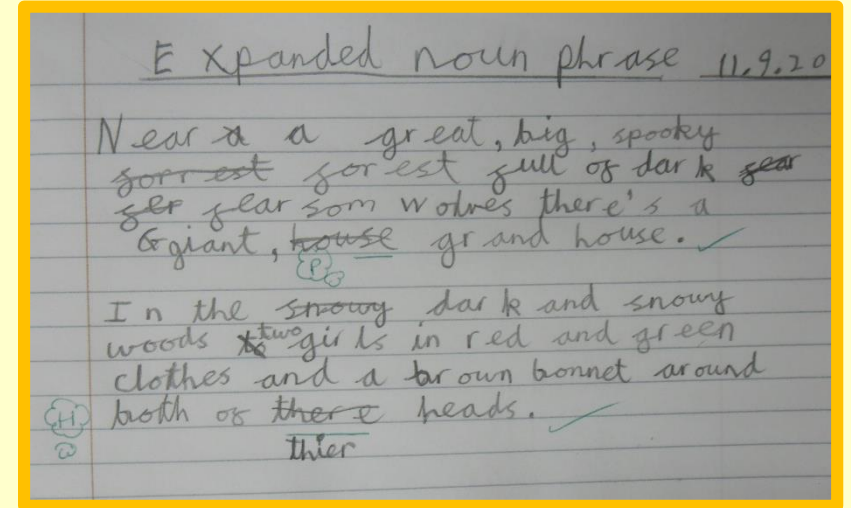 Expanded noun phrase 11.9.20
Near a a great, big, spooky
forrest forest full of dark fear
fer fear som wolves there's a
Ggiant, house grand house.
P
In the snowy dark and snowy
woods to two girls in red and green
clothes and a brown bonnet around
H both of there heads.
thier